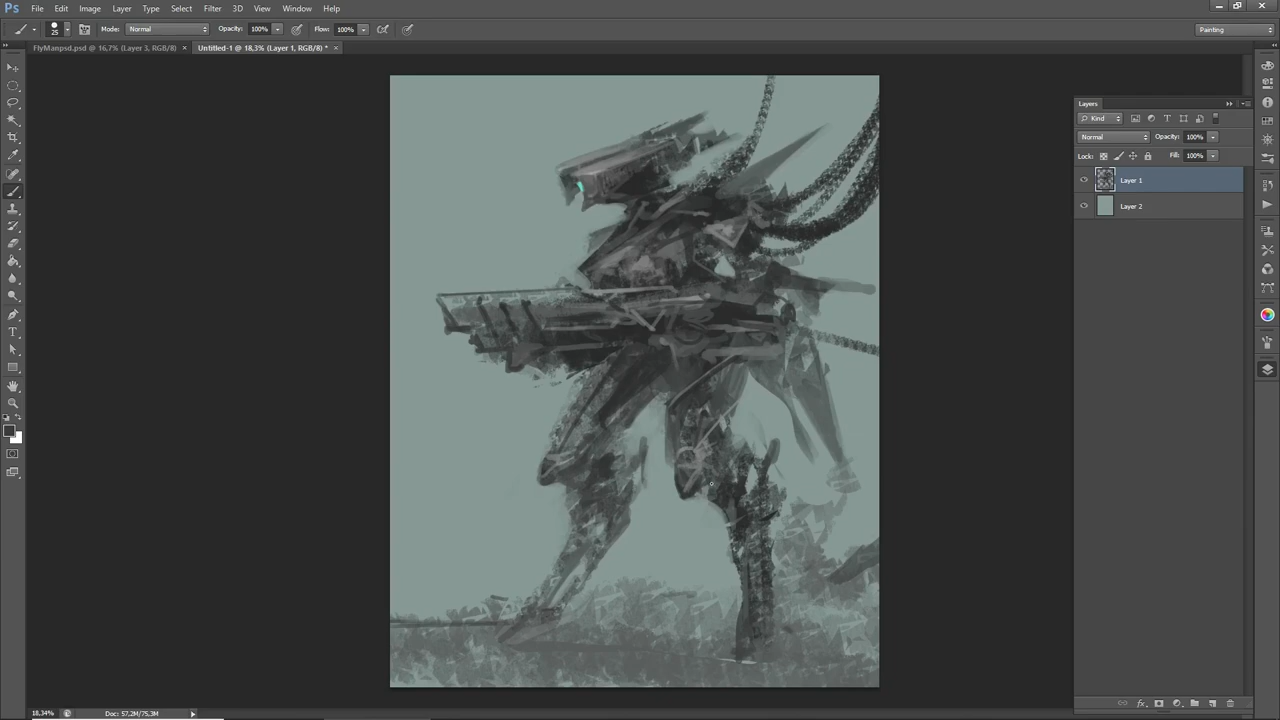 Ps File Edit Image Layer Type Select Filter 3D View Window Help
25 Mode: Normal Opacity: 100% Flow: 100% Painting
FlyManpsd.psd @ 16,7% (Layer 3, RGB/8) × Untitled-1 @ 18,3% (Layer 1, RGB/8) * ×
Layers
Kind
Normal Opacity: 100%
Lock: Fill: 100%
Layer 1
Layer 2
18,34% Doc: 57,2M/75,3M